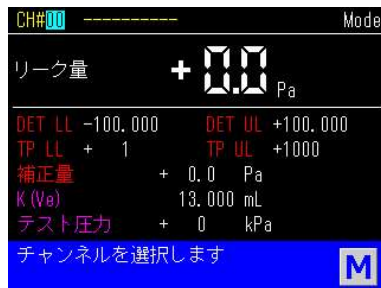 CH#00 ---------- Mode
リーク量 +0.0 Pa
DET LL -100.000 DET UL +100.000
TP LL + 1 TP UL +1000
補正量 + 0.0 Pa
K(Ve) 13.000 mL
テスト圧力 + 0 kPa
チャンネルを選択します M